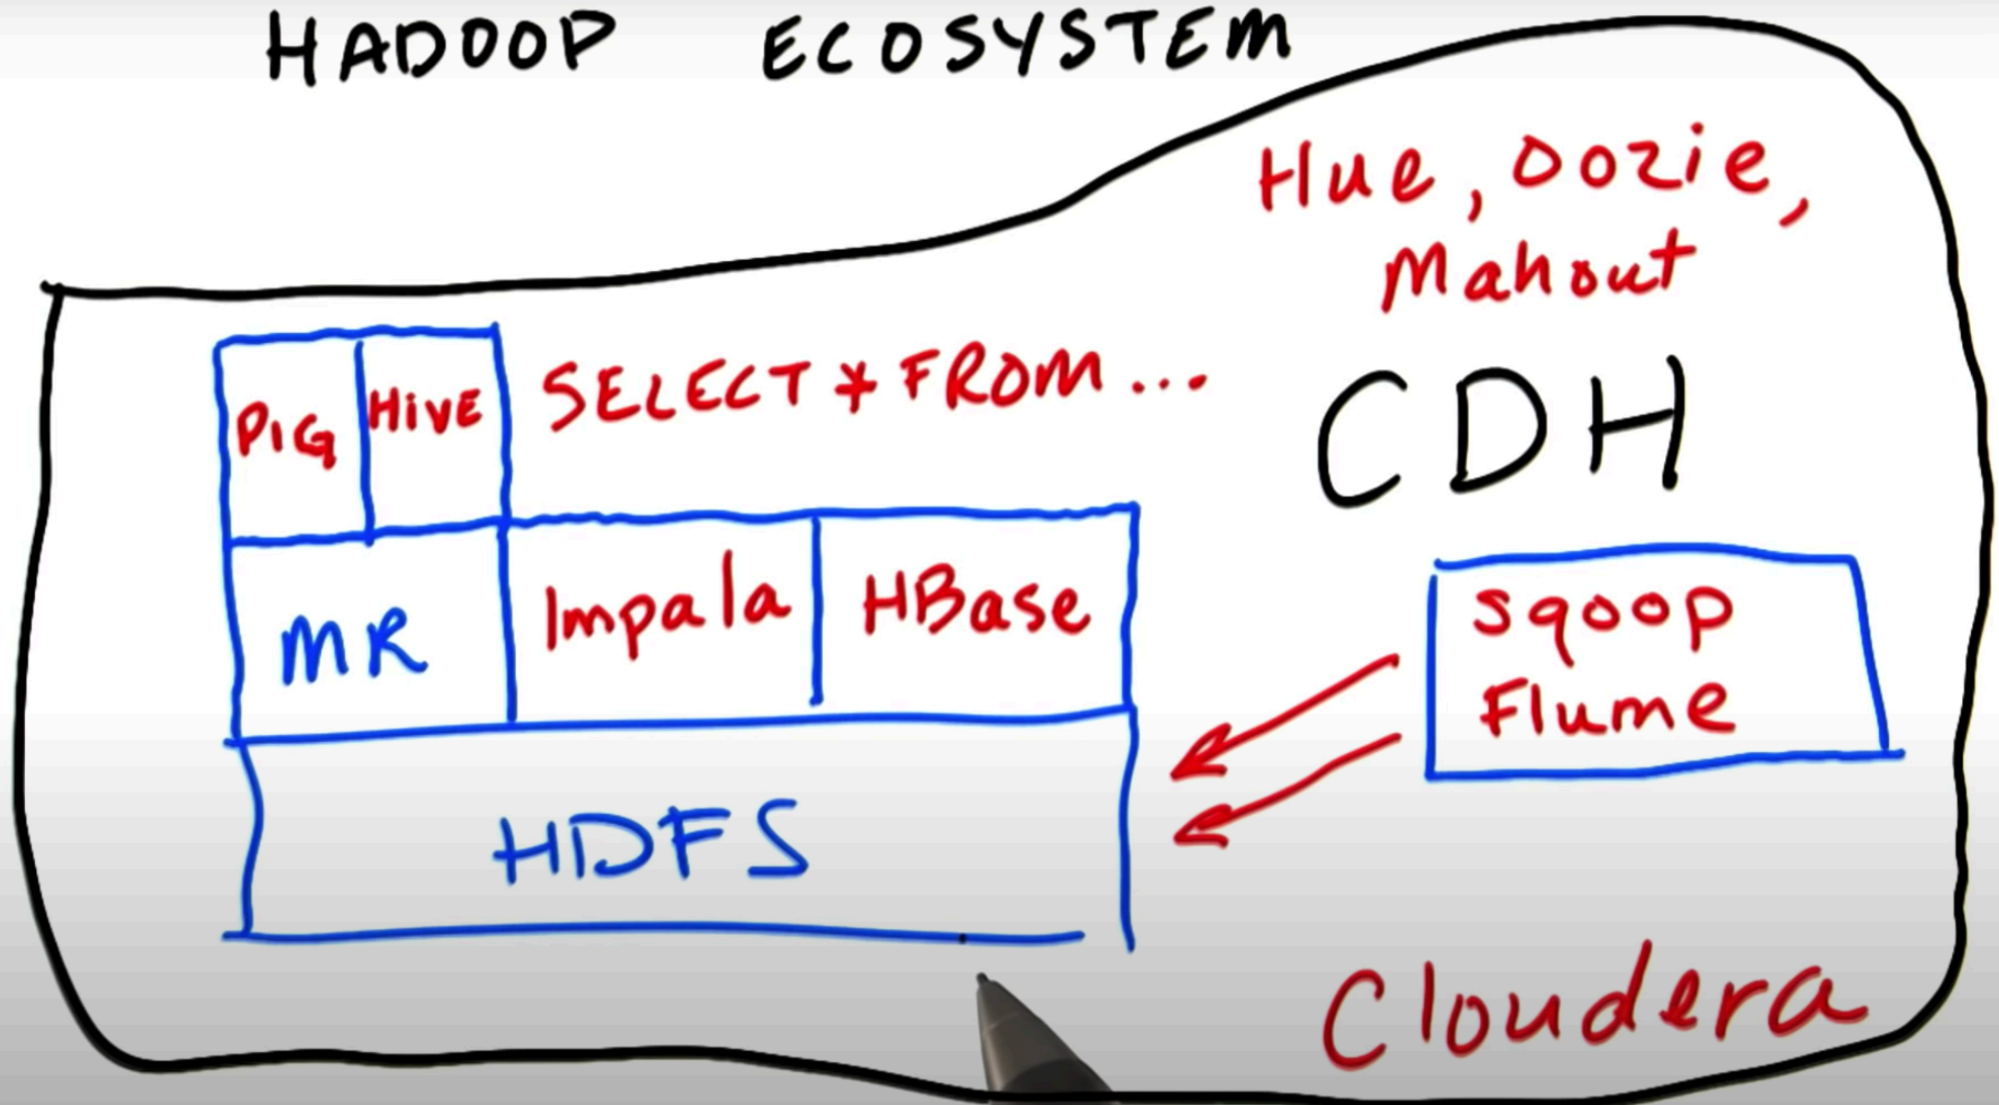 HADOOP ECOSYSTEM
Hue, Oozie,
Mahout
PIG HiVE SELECT * FROM...
CDH
MR Impala HBase
Sqoop
Flume
HDFS
Cloudera